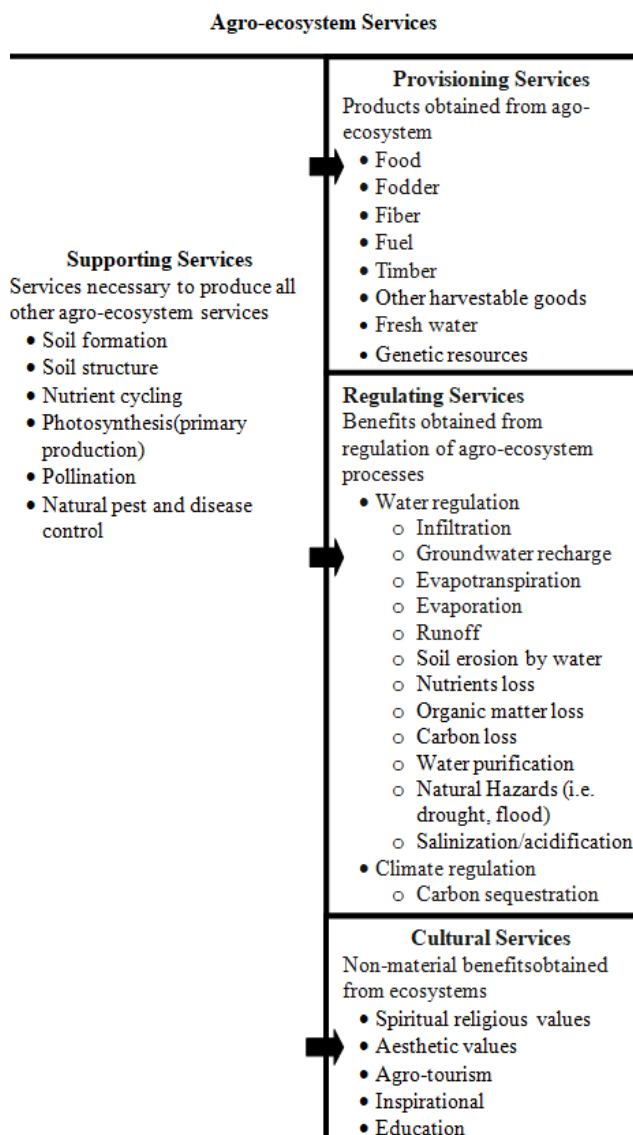 Agro-ecosystem Services
Supporting Services
Services necessary to produce all
other agro-ecosystem services
• Soil formation
• Soil structure
• Nutrient cycling
• Photosynthesis(primary
production)
• Pollination
• Natural pest and disease
control
Provisioning Services
Products obtained from ago-
ecosystem
• Food
• Fodder
• Fiber
• Fuel
• Timber
• Other harvestable goods
• Fresh water
• Genetic resources
Regulating Services
Benefits obtained from
regulation of agro-ecosystem
processes
• Water regulation
o Infiltration
o Groundwater recharge
o Evapotranspiration
o Evaporation
o Runoff
o Soil erosion by water
o Nutrients loss
o Organic matter loss
o Carbon loss
o Water purification
o Natural Hazards (i.e.
drought, flood)
o Salinization/acidification
• Climate regulation
o Carbon sequestration
Cultural Services
Non-material benefitsobtained
from ecosystems
• Spiritual religious values
• Aesthetic values
• Agro-tourism
• Inspirational
• Education